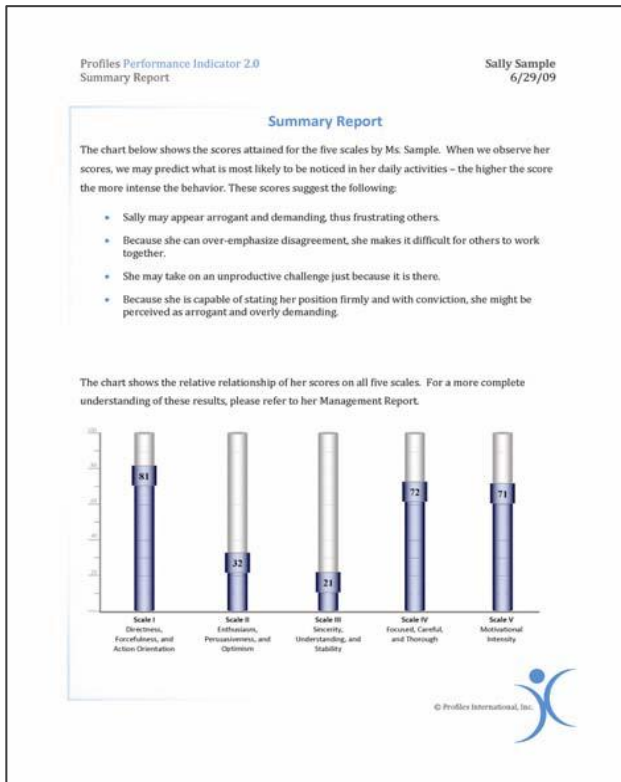 Profiles Performance Indicator 2.0
Summary Report
Sally Sample
6/29/09
Summary Report
The chart below shows the scores attained for the five scales by Ms. Sample. When we observe her
scores, we may predict what is most likely to be noticed in her daily activities – the higher the score
the more intense the behavior. These scores suggest the following:
• Sally may appear arrogant and demanding, thus frustrating others.
• Because she can over-emphasize disagreement, she makes it difficult for others to work
together.
• She may take on an unproductive challenge just because it is there.
• Because she is capable of stating her position firmly and with conviction, she might be
perceived as arrogant and overly demanding.
The chart shows the relative relationship of her scores on all five scales. For a more complete
understanding of these results, please refer to her Management Report.
100
80
60
40
20
81
32
21
72
71
Scale I
Directness,
Forcefulness, and
Action Orientation
Scale II
Enthusiasm,
Persuasiveness, and
Optimism
Scale III
Sincerity,
Understanding, and
Stability
Scale IV
Focused, Careful,
and Thorough
Scale V
Motivational
Intensity
© Profiles International, Inc.